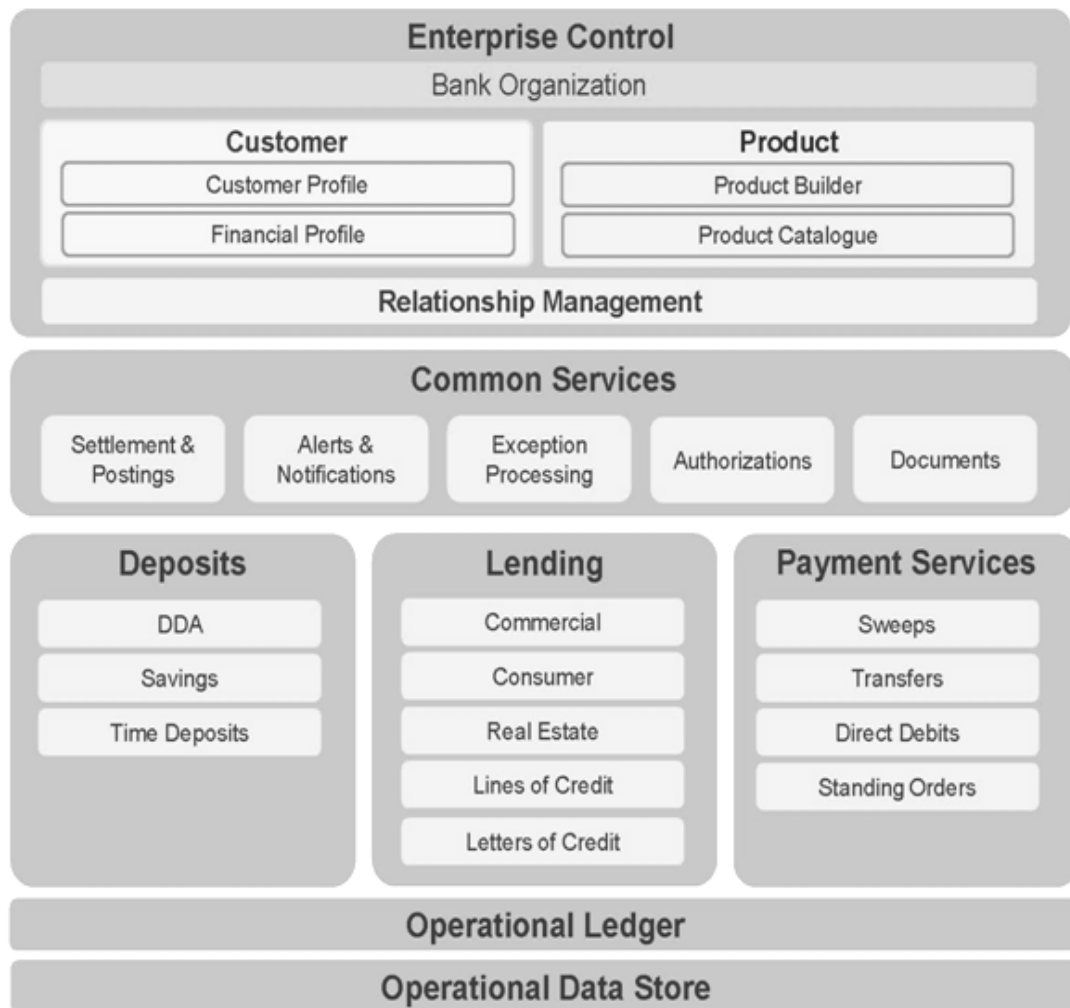 Enterprise Control
Bank Organization
Customer
Customer Profile
Financial Profile
Product
Product Builder
Product Catalogue
Relationship Management
Common Services
Settlement &
Postings
Alerts &
Notifications
Exception
Processing
Authorizations
Documents
Deposits
DDA
Savings
Time Deposits
Lending
Commercial
Consumer
Real Estate
Lines of Credit
Letters of Credit
Payment Services
Sweeps
Transfers
Direct Debits
Standing Orders
Operational Ledger
Operational Data Store